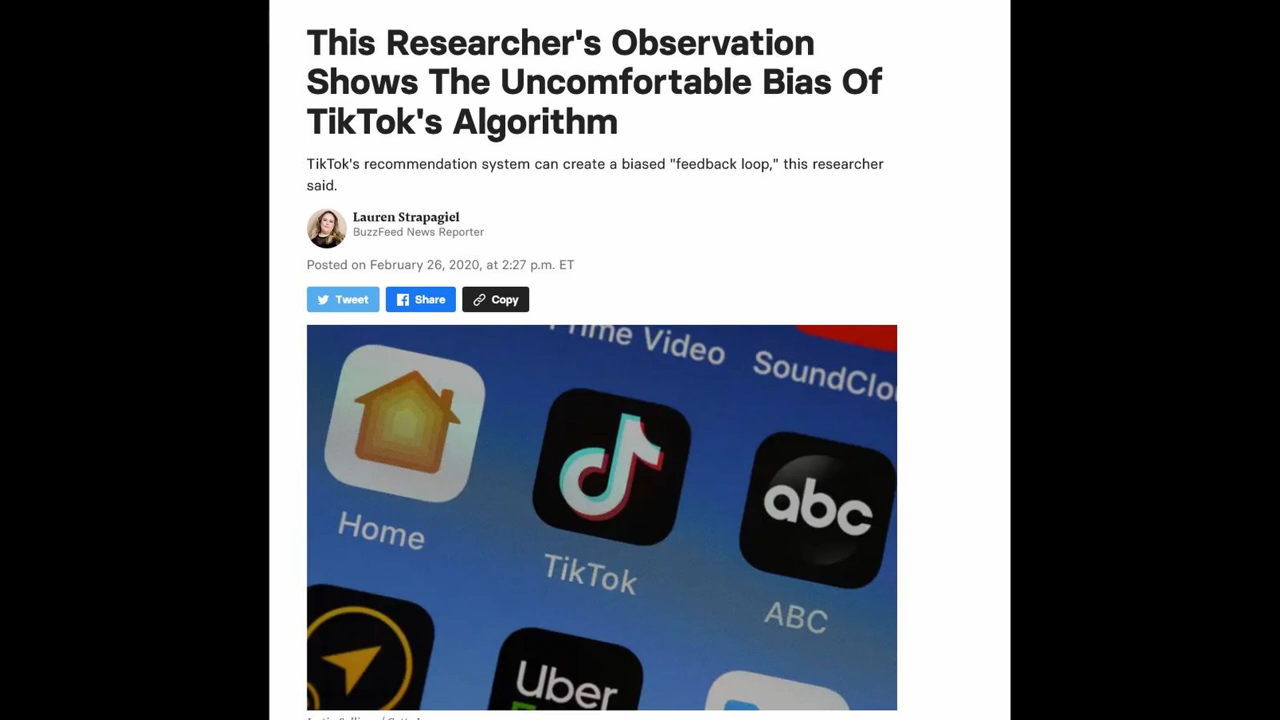 This Researcher's Observation
Shows The Uncomfortable Bias Of
TikTok's Algorithm
TikTok's recommendation system can create a biased "feedback loop," this researcher
said.
Lauren Strapagiel
BuzzFeed News Reporter
Posted on February 26, 2020, at 2:27 p.m. ET
Tweet Share Copy
Prime Video SoundClou
abc
Home TikTok ABC
Uber